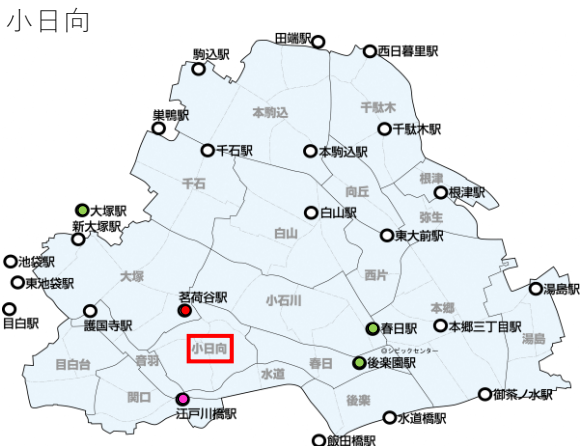 小日向
田端駅
西日暮里駅
駒込駅
本駒込
千駄木
巣鴨駅
千駄木駅
千石駅
本駒込駅
千石
向丘
根津
根津駅
大塚駅
白山駅
弥生
新大塚駅
白山
東大前駅
池袋駅
大塚
西片
東池袋駅
湯島駅
茗荷谷駅
小石川
本郷
目白駅
護国寺駅
春日駅
本郷三丁目駅
湯島
小日向
シビックセンター
目白台
音羽
春日
後楽園駅
水道
関口
後楽
御茶ノ水駅
江戸川橋駅
水道橋駅
飯田橋駅